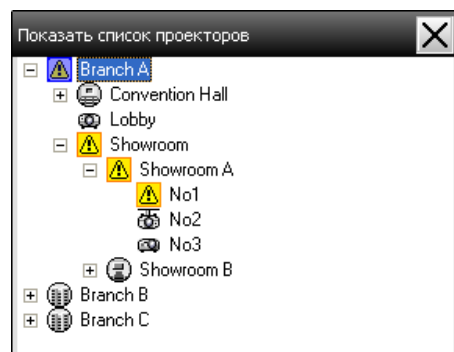 Показать список проекторов
Branch A
Convention Hall
Lobby
Showroom
Showroom A
No1
No2
No3
Showroom B
Branch B
Branch C